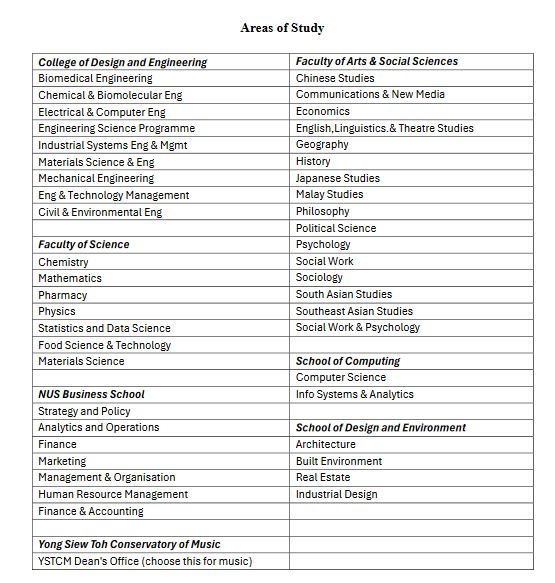 Areas of Study
College of Design and Engineering
Biomedical Engineering
Chemical & Biomolecular Eng
Electrical & Computer Eng
Engineering Science Programme
Industrial Systems Eng & Mgmt
Materials Science & Eng
Mechanical Engineering
Eng & Technology Management
Civil & Environmental Eng
Faculty of Science
Chemistry
Mathematics
Pharmacy
Physics
Statistics and Data Science
Food Science & Technology
Materials Science
NUS Business School
Strategy and Policy
Analytics and Operations
Finance
Marketing
Management & Organisation
Human Resource Management
Finance & Accounting
Yong Siew Toh Conservatory of Music
YSTCM Dean's Office (choose this for music)
Faculty of Arts & Social Sciences
Chinese Studies
Communications & New Media
Economics
English,Linguistics.& Theatre Studies
Geography
History
Japanese Studies
Malay Studies
Philosophy
Political Science
Psychology
Social Work
Sociology
South Asian Studies
Southeast Asian Studies
Social Work & Psychology
School of Computing
Computer Science
Info Systems & Analytics
School of Design and Environment
Architecture
Built Environment
Real Estate
Industrial Design